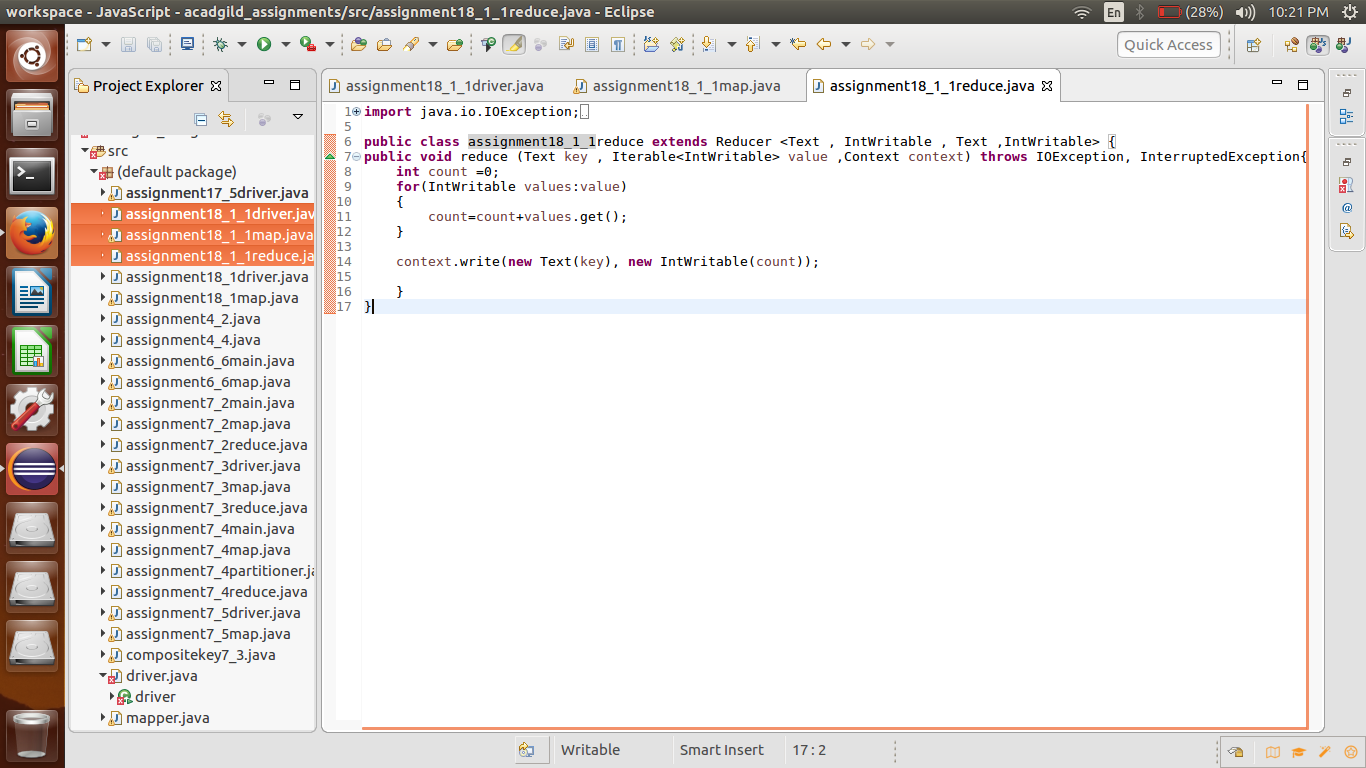 workspace - JavaScript - acadgild_assignments/src/assignment18_1_1reduce.java - Eclipse
En (28%) 10:21 PM
Quick Access
Project Explorer
src
(default package)
assignment17_5driver.java
assignment18_1_1driver.jav
assignment18_1_1map.java
assignment18_1_1reduce.ja
assignment18_1driver.java
assignment18_1map.java
assignment4_2.java
assignment4_4.java
assignment6_6main.java
assignment6_6map.java
assignment7_2main.java
assignment7_2map.java
assignment7_2reduce.java
assignment7_3driver.java
assignment7_3map.java
assignment7_3reduce.java
assignment7_4main.java
assignment7_4map.java
assignment7_4partitioner.ja
assignment7_4reduce.java
assignment7_5driver.java
assignment7_5map.java
compositekey7_3.java
driver.java
driver
mapper.java
assignment18_1_1driver.java assignment18_1_1map.java assignment18_1_1reduce.java
1 import java.io.IOException;
5
6 public class assignment18_1_1reduce extends Reducer <Text , IntWritable , Text ,IntWritable> {
7 public void reduce (Text key , Iterable<IntWritable> value ,Context context) throws IOException, InterruptedException{
8 int count =0;
9 for(IntWritable values:value)
10 {
11 count=count+values.get();
12 }
13
14 context.write(new Text(key), new IntWritable(count));
15
16 }
17 }
Writable Smart Insert 17 : 2